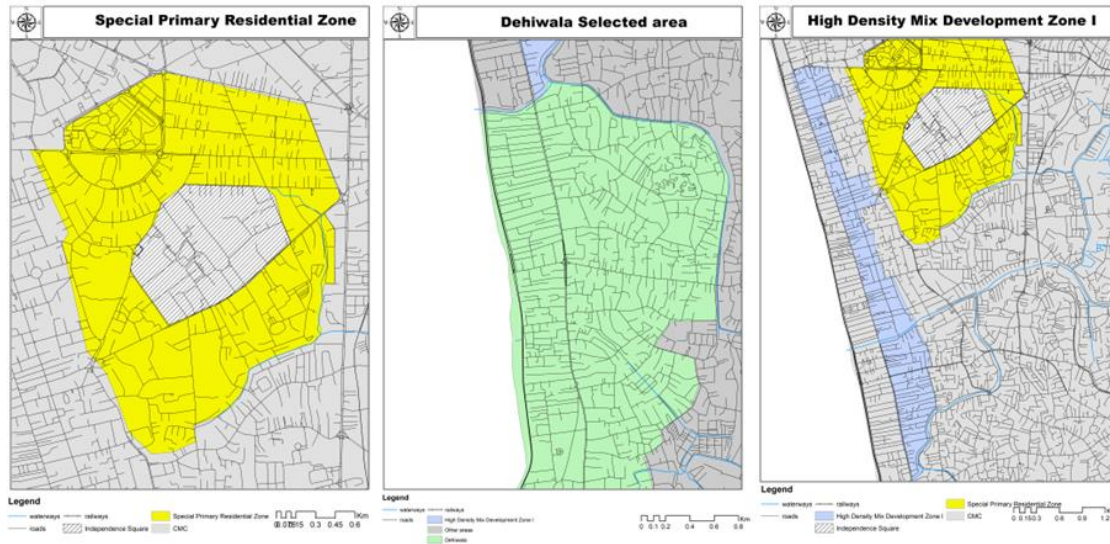 Special Primary Residential Zone
Legend
waterways
railways
Special Primary Residential Zone
roads
Independence Square
CMC
Km
0.3 0.45 0.6
Dehiwala Selected area
Legend
waterways
railways
roads
High Density Mix Development Zone I
Other areas
Dehiwala
Km
0 0.1 0.2 0.4 0.6 0.8
High Density Mix Development Zone I
Legend
waterways
railways
Special Primary Residential Zone
roads
High Density Mix Development Zone I
CMC
Independence Square
Km
0.6 0.9 1.2